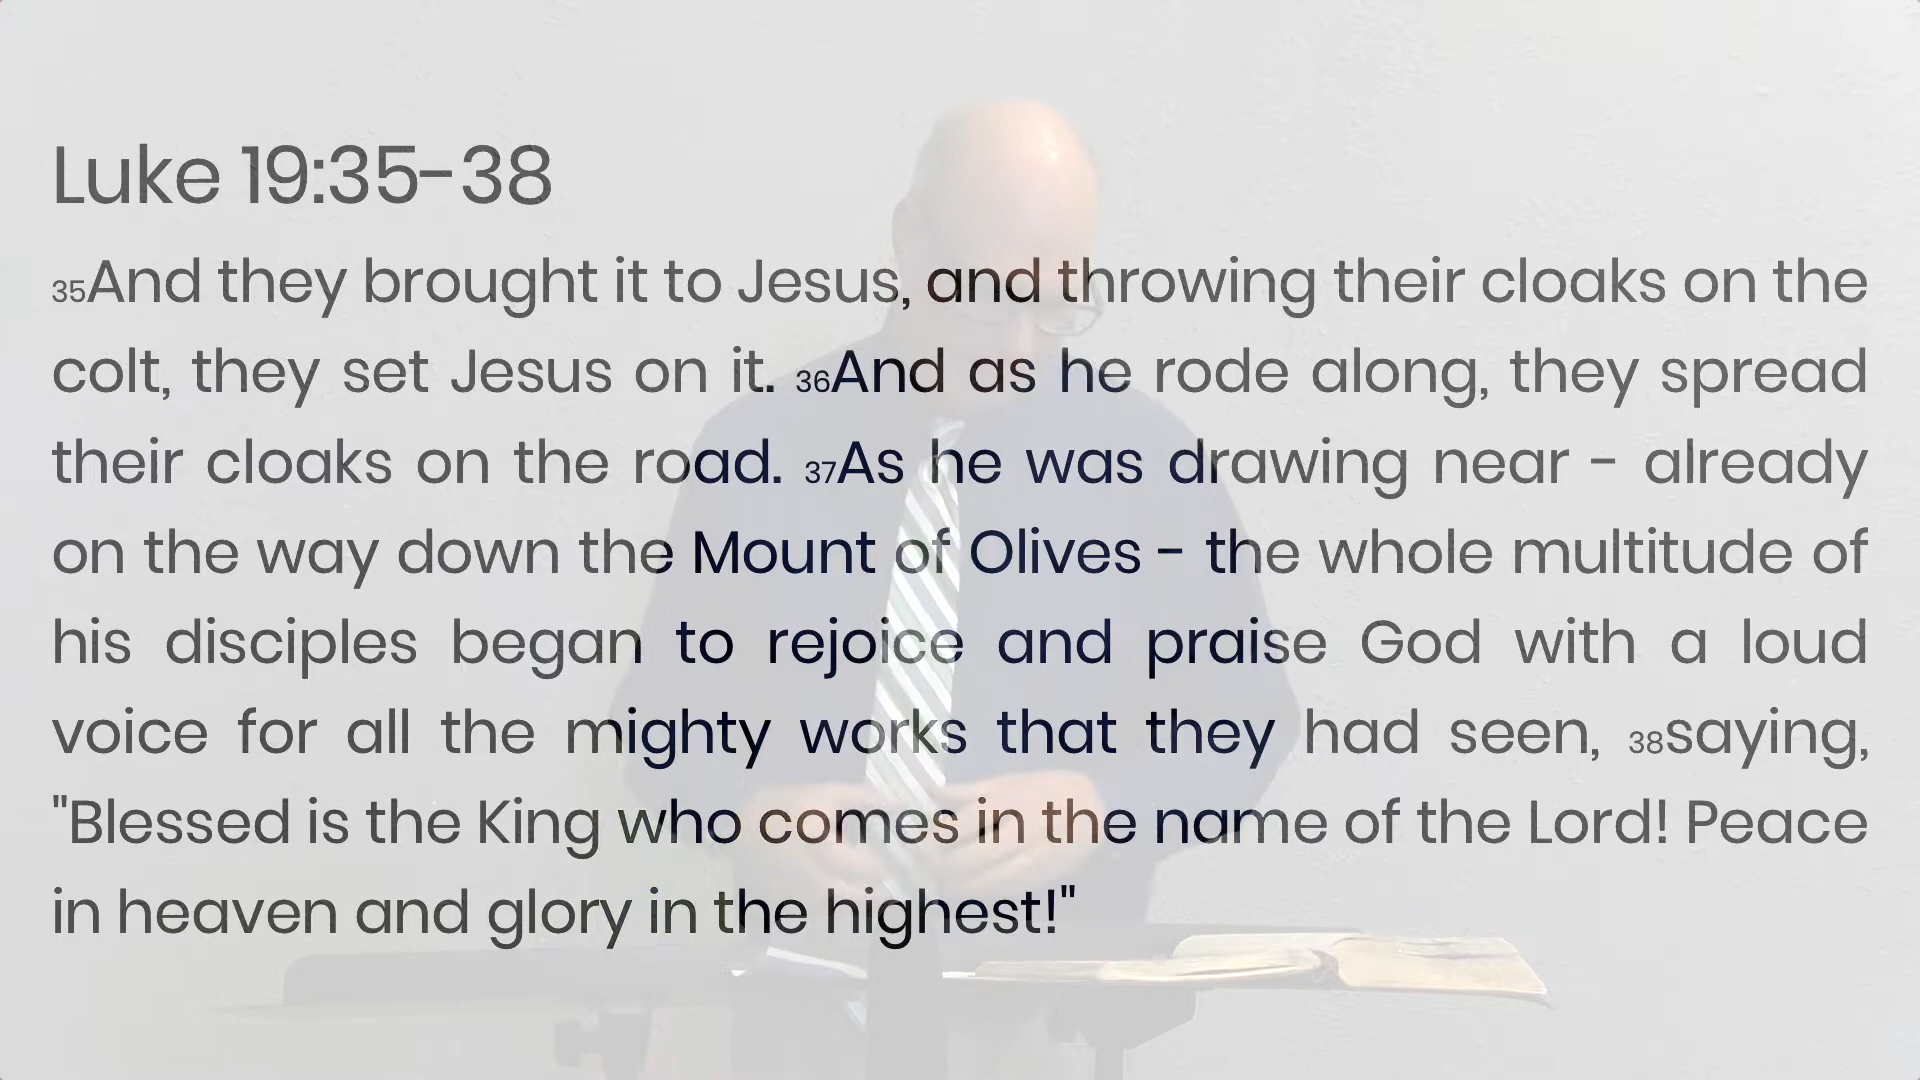 Luke 19:35-38
35And they brought it to Jesus, and throwing their cloaks on the
colt, they set Jesus on it. 36And as he rode along, they spread
their cloaks on the road. 37As he was drawing near - already
on the way down the Mount of Olives - the whole multitude of
his disciples began to rejoice and praise God with a loud
voice for all the mighty works that they had seen, 38saying,
"Blessed is the King who comes in the name of the Lord! Peace
in heaven and glory in the highest!"